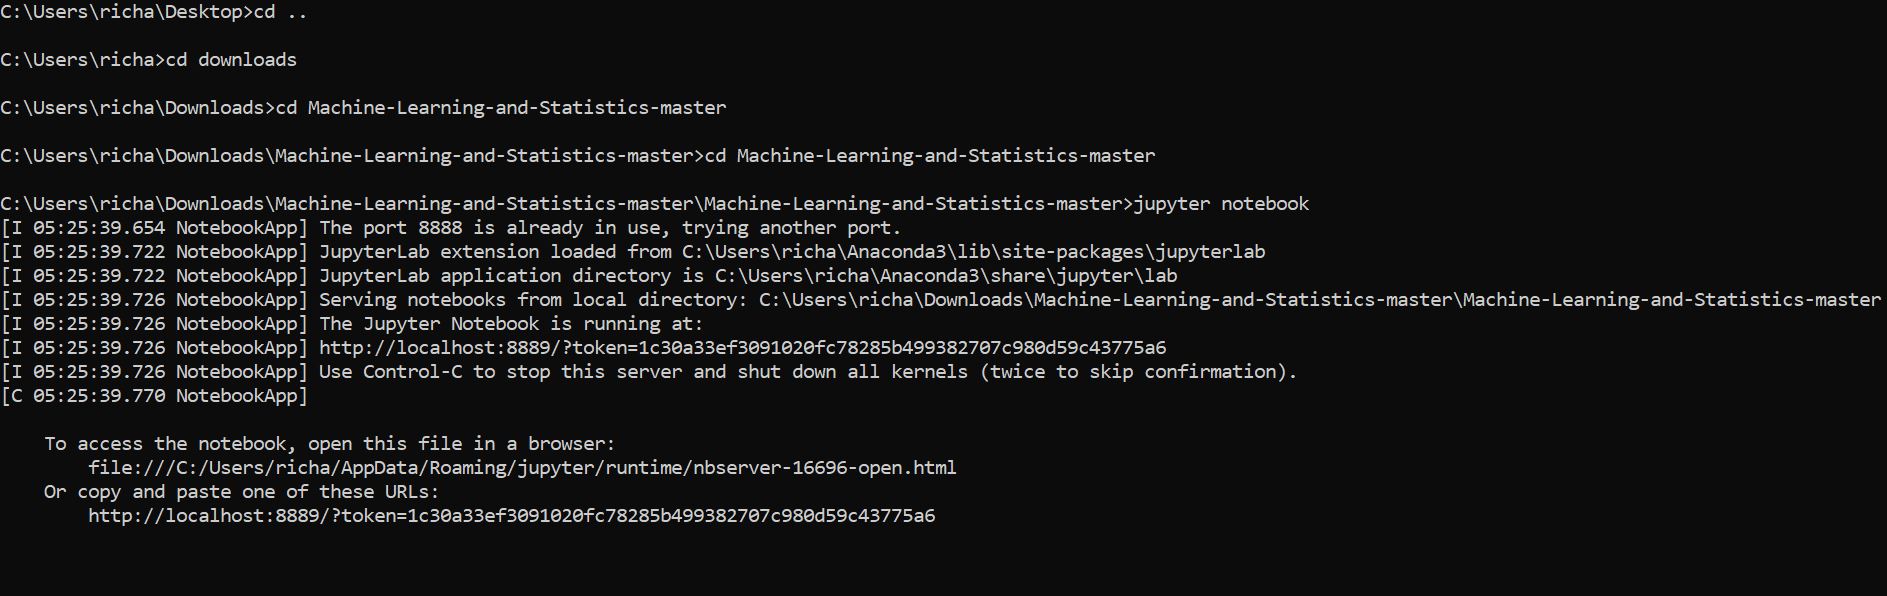 C:\Users\richa\Desktop>cd ..
C:\Users\richa>cd downloads
C:\Users\richa\Downloads>cd Machine-Learning-and-Statistics-master
C:\Users\richa\Downloads\Machine-Learning-and-Statistics-master>cd Machine-Learning-and-Statistics-master
C:\Users\richa\Downloads\Machine-Learning-and-Statistics-master\Machine-Learning-and-Statistics-master>jupyter notebook
[I 05:25:39.654 NotebookApp] The port 8888 is already in use, trying another port.
[I 05:25:39.722 NotebookApp] JupyterLab extension loaded from C:\Users\richa\Anaconda3\lib\site-packages\jupyterlab
[I 05:25:39.722 NotebookApp] JupyterLab application directory is C:\Users\richa\Anaconda3\share\jupyter\lab
[I 05:25:39.726 NotebookApp] Serving notebooks from local directory: C:\Users\richa\Downloads\Machine-Learning-and-Statistics-master\Machine-Learning-and-Statistics-master
[I 05:25:39.726 NotebookApp] The Jupyter Notebook is running at:
[I 05:25:39.726 NotebookApp] http://localhost:8889/?token=1c30a33ef3091020fc78285b499382707c980d59c43775a6
[I 05:25:39.726 NotebookApp] Use Control-C to stop this server and shut down all kernels (twice to skip confirmation).
[C 05:25:39.770 NotebookApp]
To access the notebook, open this file in a browser:
file:///C:/Users/richa/AppData/Roaming/jupyter/runtime/nbserver-16696-open.html
Or copy and paste one of these URLs:
http://localhost:8889/?token=1c30a33ef3091020fc78285b499382707c980d59c43775a6